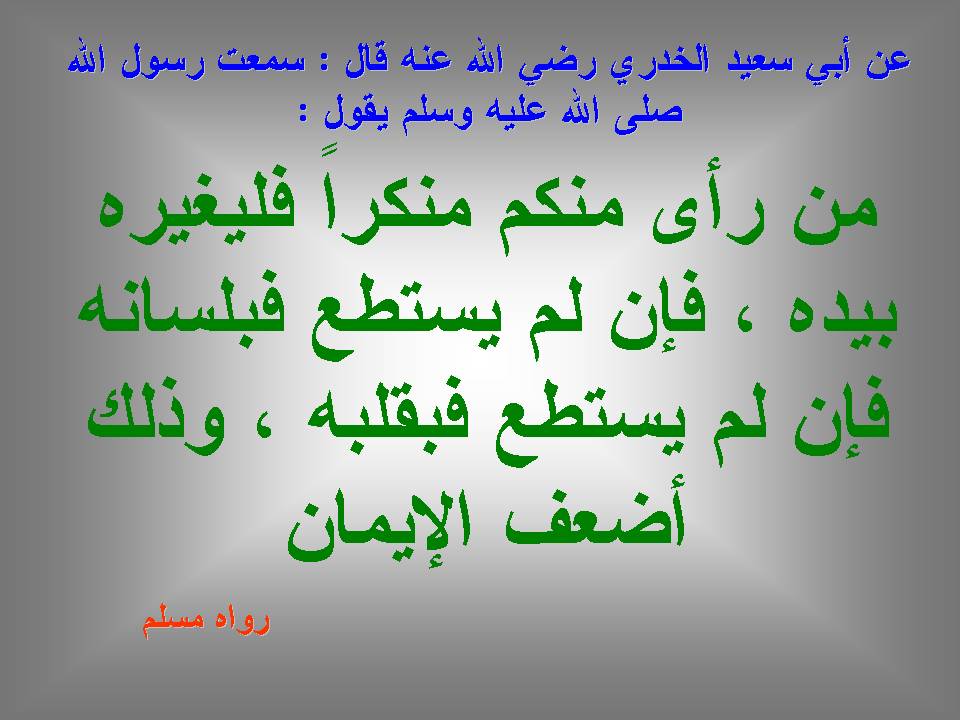 عن أبي سعيد الخدري رضي الله عنه قال : سمعت رسول الله
صلى الله عليه وسلم يقول :
من رأى منكم منكراً فليغيره
بيده ، فإن لم يستطع فبلسانه
فإن لم يستطع فبقلبه ، وذلك
أضعف الإيمان
رواه مسلم